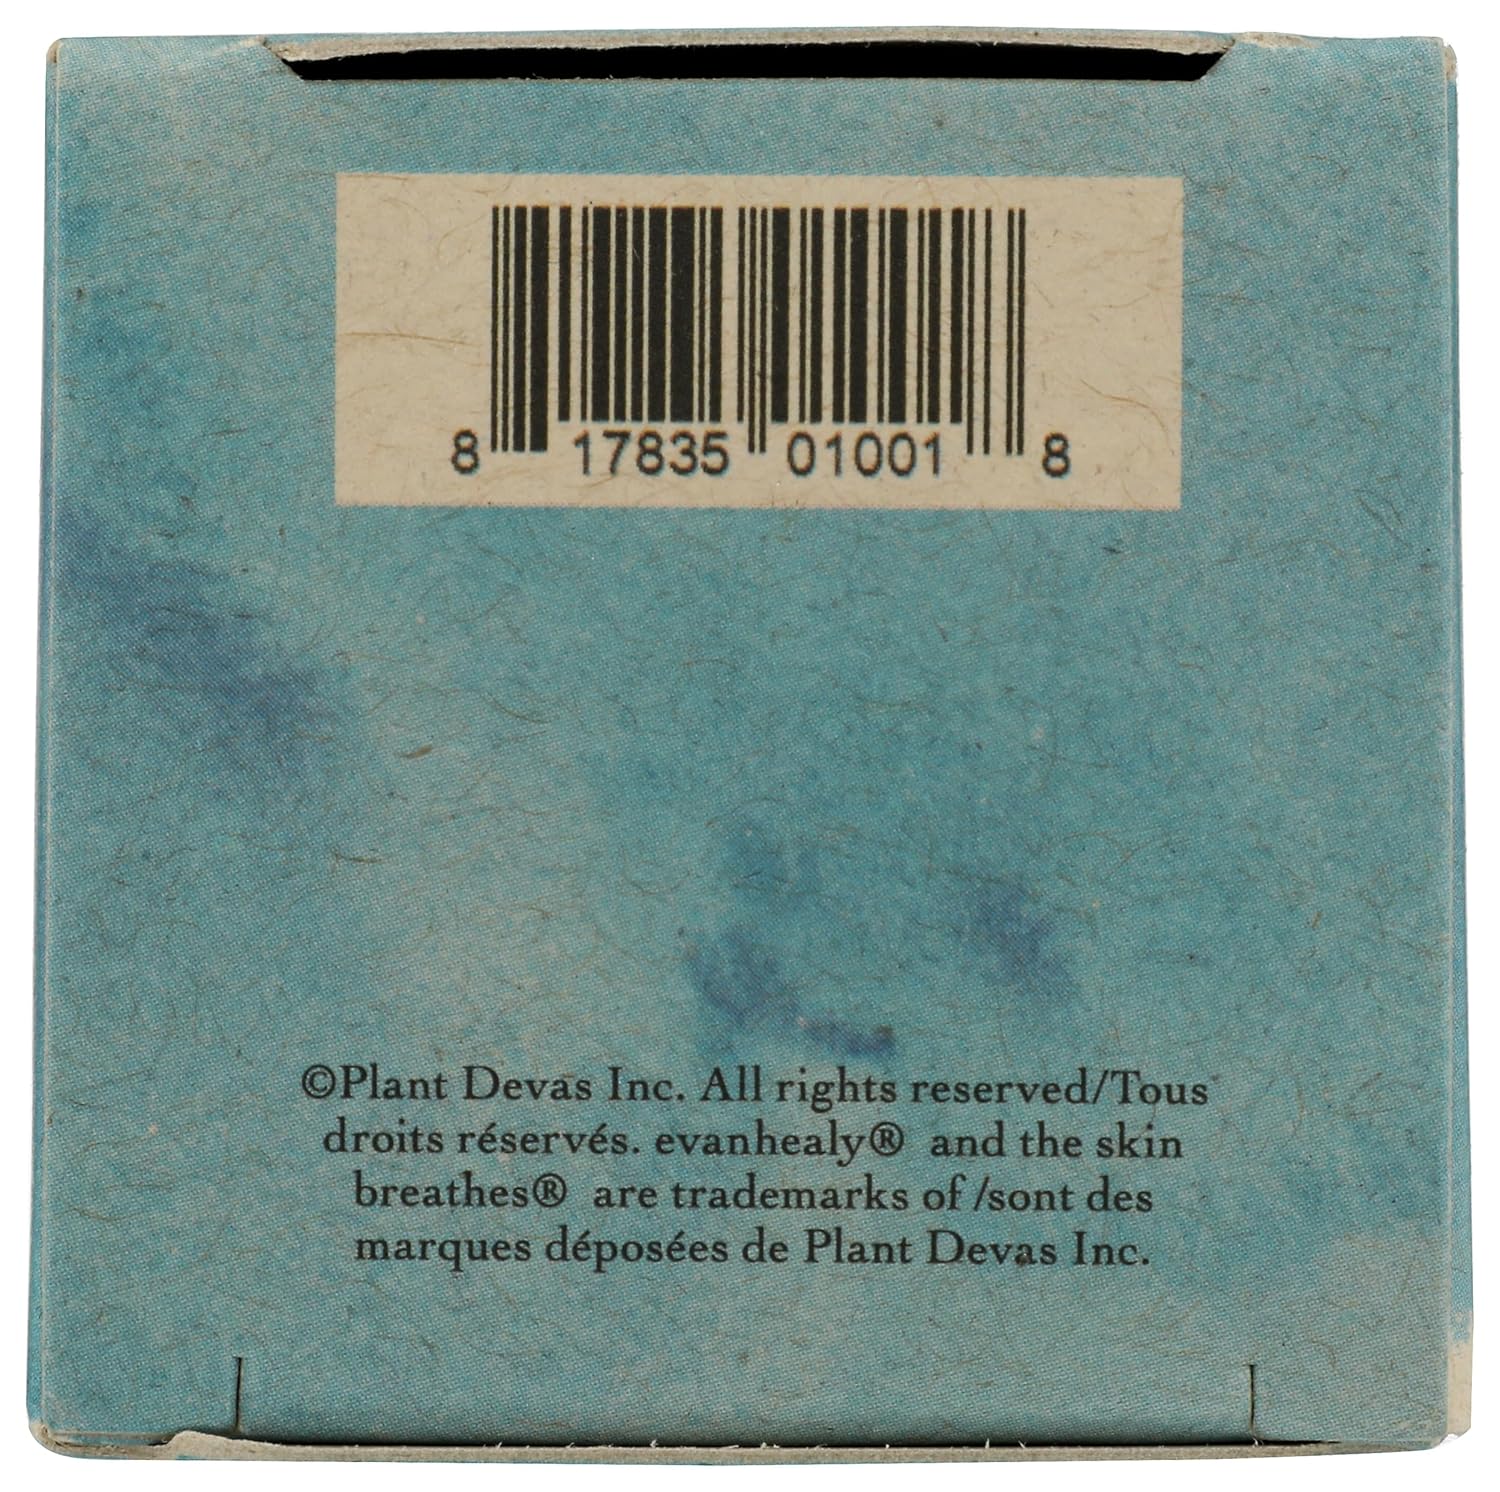 8 17835 01001 8
©Plant Devas Inc. All rights reserved/Tous
droits réservés. evanhealy® and the skin
breathes® are trademarks of /sont des
marques déposées de Plant Devas Inc.